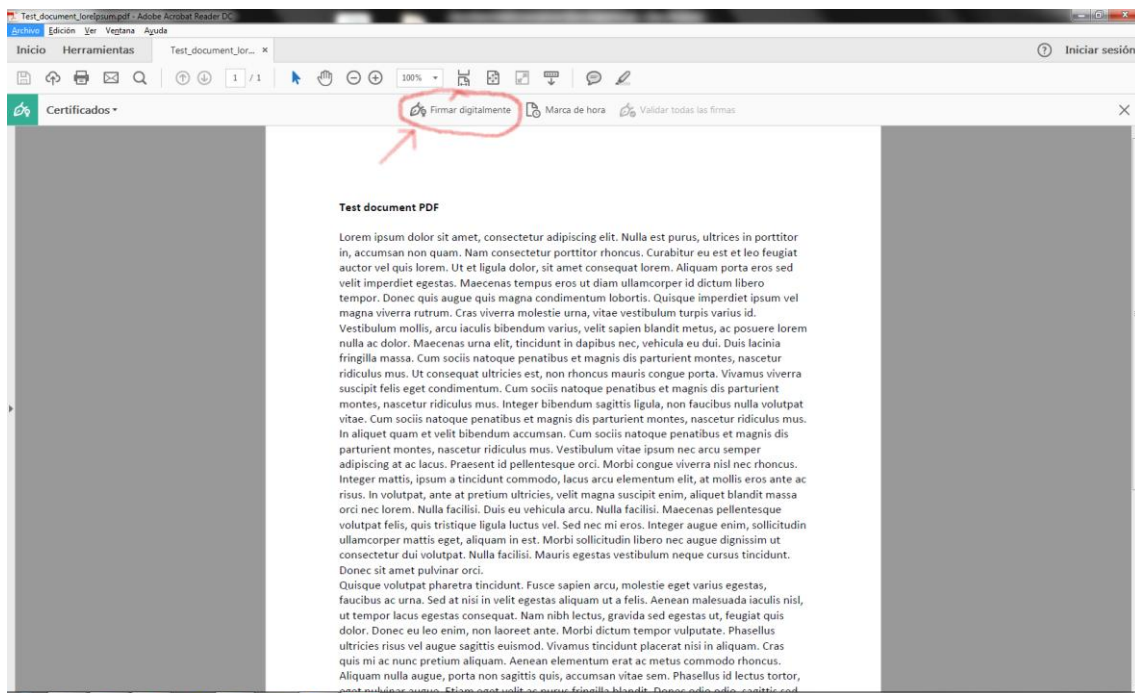 Test_document_loreIpsum.pdf - Adobe Acrobat Reader DC
Archivo Edición Ver Ventana Ayuda
Inicio Herramientas Test_document_lor... × ? Iniciar sesión
1 / 1 100%
Certificados Firmar digitalmente Marca de hora Validar todas las firmas
Test document PDF
Lorem ipsum dolor sit amet, consectetur adipiscing elit. Nulla est purus, ultrices in porttitor
in, accumsan non quam. Nam consectetur porttitor rhoncus. Curabitur eu est et leo feugiat
auctor vel quis lorem. Ut et ligula dolor, sit amet consequat lorem. Aliquam porta eros sed
velit imperdiet egestas. Maecenas tempus eros ut diam ullamcorper id dictum libero
tempor. Donec quis augue quis magna condimentum lobortis. Quisque imperdiet ipsum vel
magna viverra rutrum. Cras viverra molestie urna, vitae vestibulum turpis varius id.
Vestibulum mollis, arcu iaculis bibendum varius, velit sapien blandit metus, ac posuere lorem
nulla ac dolor. Maecenas urna elit, tincidunt in dapibus nec, vehicula eu dui. Duis lacinia
fringilla massa. Cum sociis natoque penatibus et magnis dis parturient montes, nascetur
ridiculus mus. Ut consequat ultricies est, non rhoncus mauris congue porta. Vivamus viverra
suscipit felis eget condimentum. Cum sociis natoque penatibus et magnis dis parturient
montes, nascetur ridiculus mus. Integer bibendum sagittis ligula, non faucibus nulla volutpat
vitae. Cum sociis natoque penatibus et magnis dis parturient montes, nascetur ridiculus mus.
In aliquet quam et velit bibendum accumsan. Cum sociis natoque penatibus et magnis dis
parturient montes, nascetur ridiculus mus. Vestibulum vitae ipsum nec arcu semper
adipiscing at ac lacus. Praesent id pellentesque orci. Morbi congue viverra nisl nec rhoncus.
Integer mattis, ipsum a tincidunt commodo, lacus arcu elementum elit, at mollis eros ante ac
risus. In volutpat, ante at pretium ultricies, velit magna suscipit enim, aliquet blandit massa
orci nec lorem. Nulla facilisi. Duis eu vehicula arcu. Nulla facilisi. Maecenas pellentesque
volutpat felis, quis tristique ligula luctus vel. Sed nec mi eros. Integer augue enim, sollicitudin
ullamcorper mattis eget, aliquam in est. Morbi sollicitudin libero nec augue dignissim ut
consectetur dui volutpat. Nulla facilisi. Mauris egestas vestibulum neque cursus tincidunt.
Donec sit amet pulvinar orci.
Quisque volutpat pharetra tincidunt. Fusce sapien arcu, molestie eget varius egestas,
faucibus ac urna. Sed at nisi in velit egestas aliquam ut a felis. Aenean malesuada iaculis nisl,
ut tempor lacus egestas consequat. Nam nibh lectus, gravida sed egestas ut, feugiat quis
dolor. Donec eu leo enim, non laoreet ante. Morbi dictum tempor vulputate. Phasellus
ultricies risus vel augue sagittis euismod. Vivamus tincidunt placerat nisi in aliquam. Cras
quis mi ac nunc pretium aliquam. Aenean elementum erat ac metus commodo rhoncus.
Aliquam nulla augue, porta non sagittis quis, accumsan vitae sem. Phasellus id lectus tortor,
eget pulvinar augue. Etiam eget velit ac purus fringilla blandit. Donec odio odio, sagittis sed